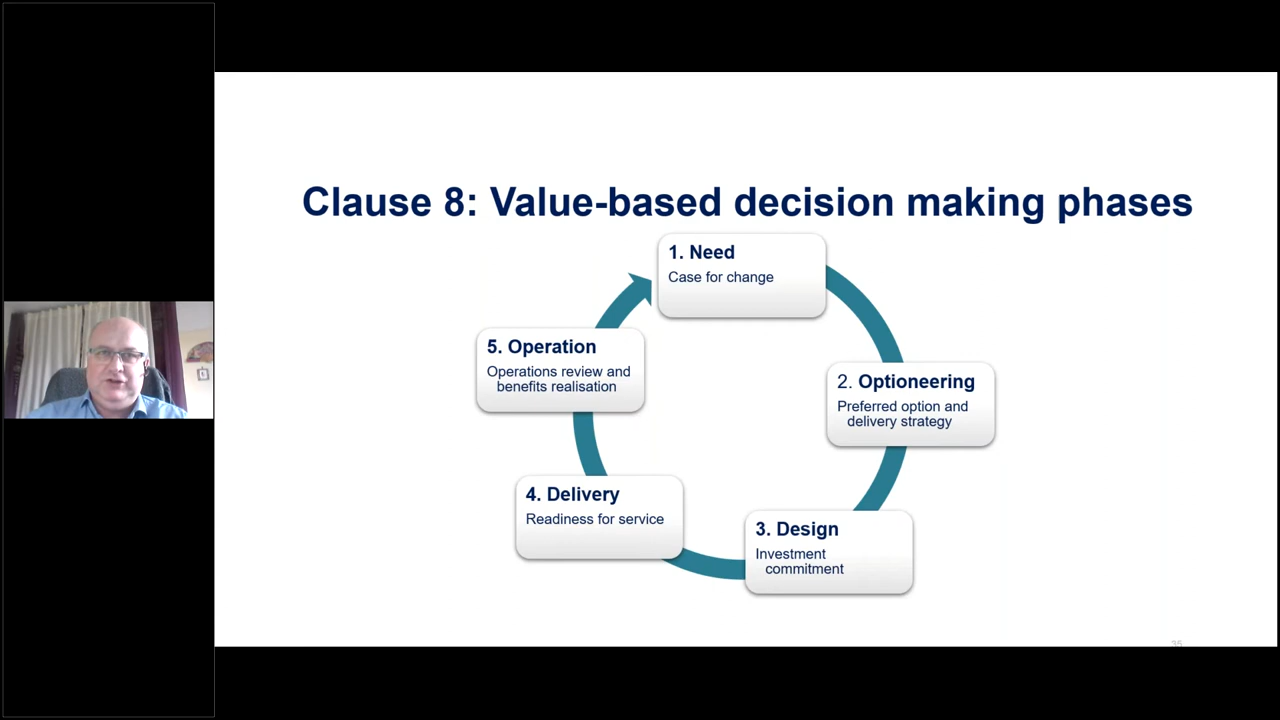 Clause 8: Value-based decision making phases
1. Need
Case for change
2. Optioneering
Preferred option and
delivery strategy
3. Design
Investment
commitment
4. Delivery
Readiness for service
5. Operation
Operations review and
benefits realisation
35